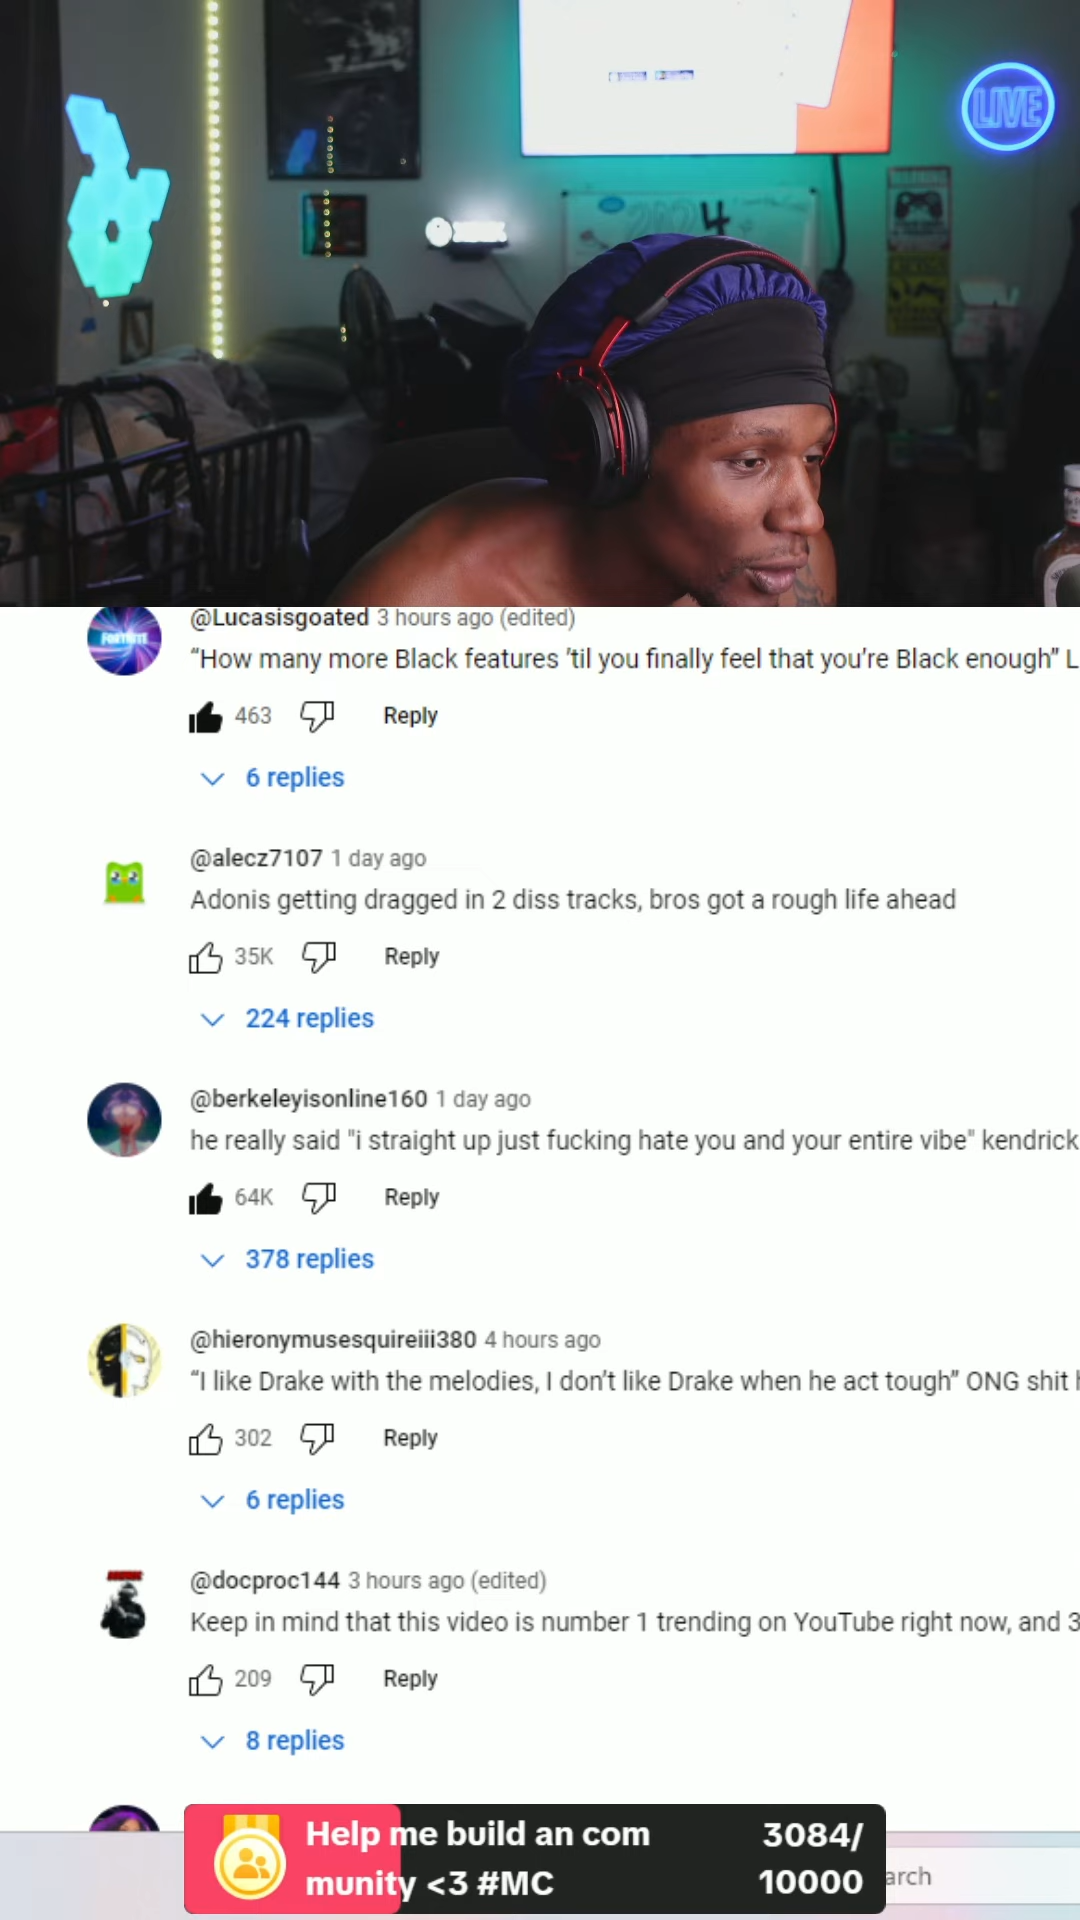 LIVE
@Lucasisgoated 3 hours ago (edited)
“How many more Black features ’til you finally feel that you’re Black enough” L
463 Reply
6 replies
@alecz7107 1 day ago
Adonis getting dragged in 2 diss tracks, bros got a rough life ahead
35K Reply
224 replies
@berkeleyisonline160 1 day ago
he really said "i straight up just fucking hate you and your entire vibe" kendrick
64K Reply
378 replies
@hieronymusesquireiii380 4 hours ago
“I like Drake with the melodies, I don’t like Drake when he act tough” ONG shit h
302 Reply
6 replies
@docproc144 3 hours ago (edited)
Keep in mind that this video is number 1 trending on YouTube right now, and 3
209 Reply
8 replies
Help me build an com 3084/
munity <3 #MC 10000
arch